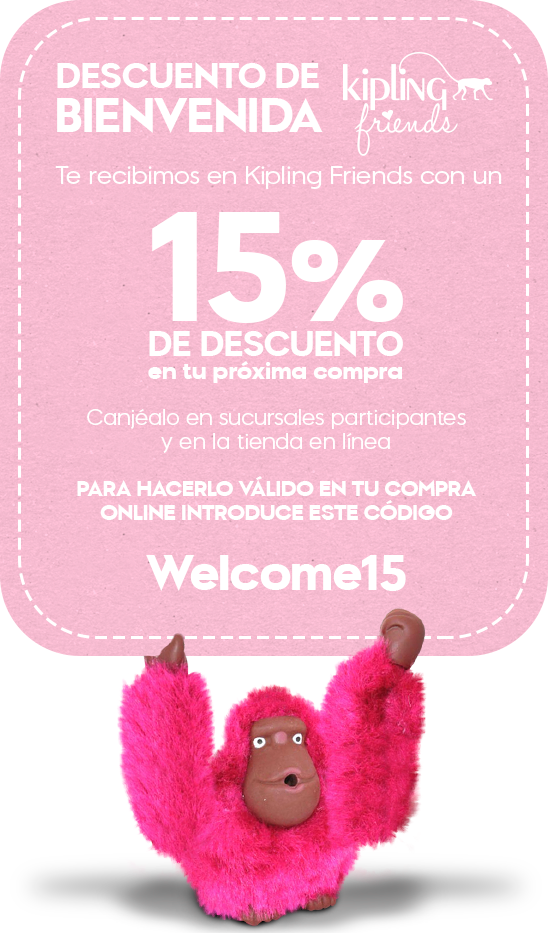 DESCUENTO DE
BIENVENIDA
kipling
friends
Te recibimos en Kipling Friends con un
15%
DE DESCUENTO
en tu próxima compra
Canjéalo en sucursales participantes
y en la tienda en línea
PARA HACERLO VÁLIDO EN TU COMPRA
ONLINE INTRODUCE ESTE CÓDIGO
Welcome15